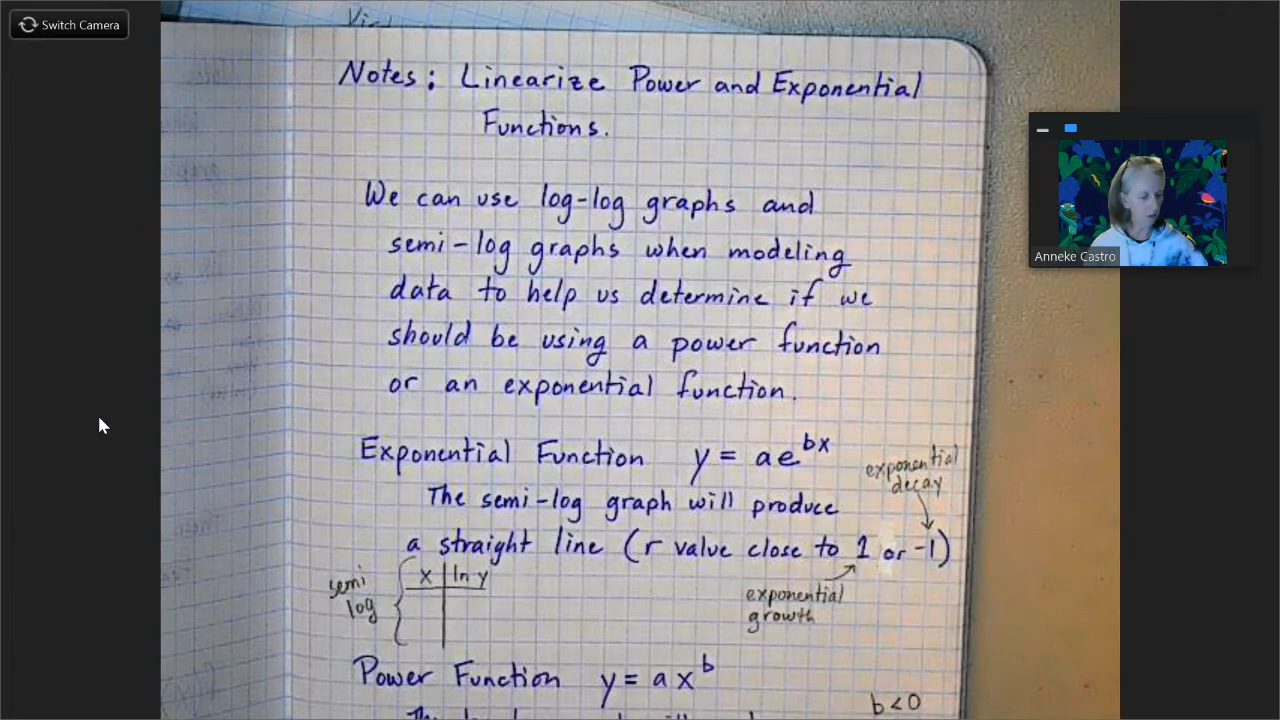 Switch Camera
Notes: Linearize Power and Exponential
Functions.
We can use log-log graphs and
semi-log graphs when modeling
data to help us determine if we
should be using a power function
or an exponential function.
Exponential Function y = ae^bx
exponential
decay
The semi-log graph will produce
a straight line (r value close to 1 or -1)
semi
log
x | ln y
exponential
growth
Power Function y = ax^b
b<0
Anneke Castro